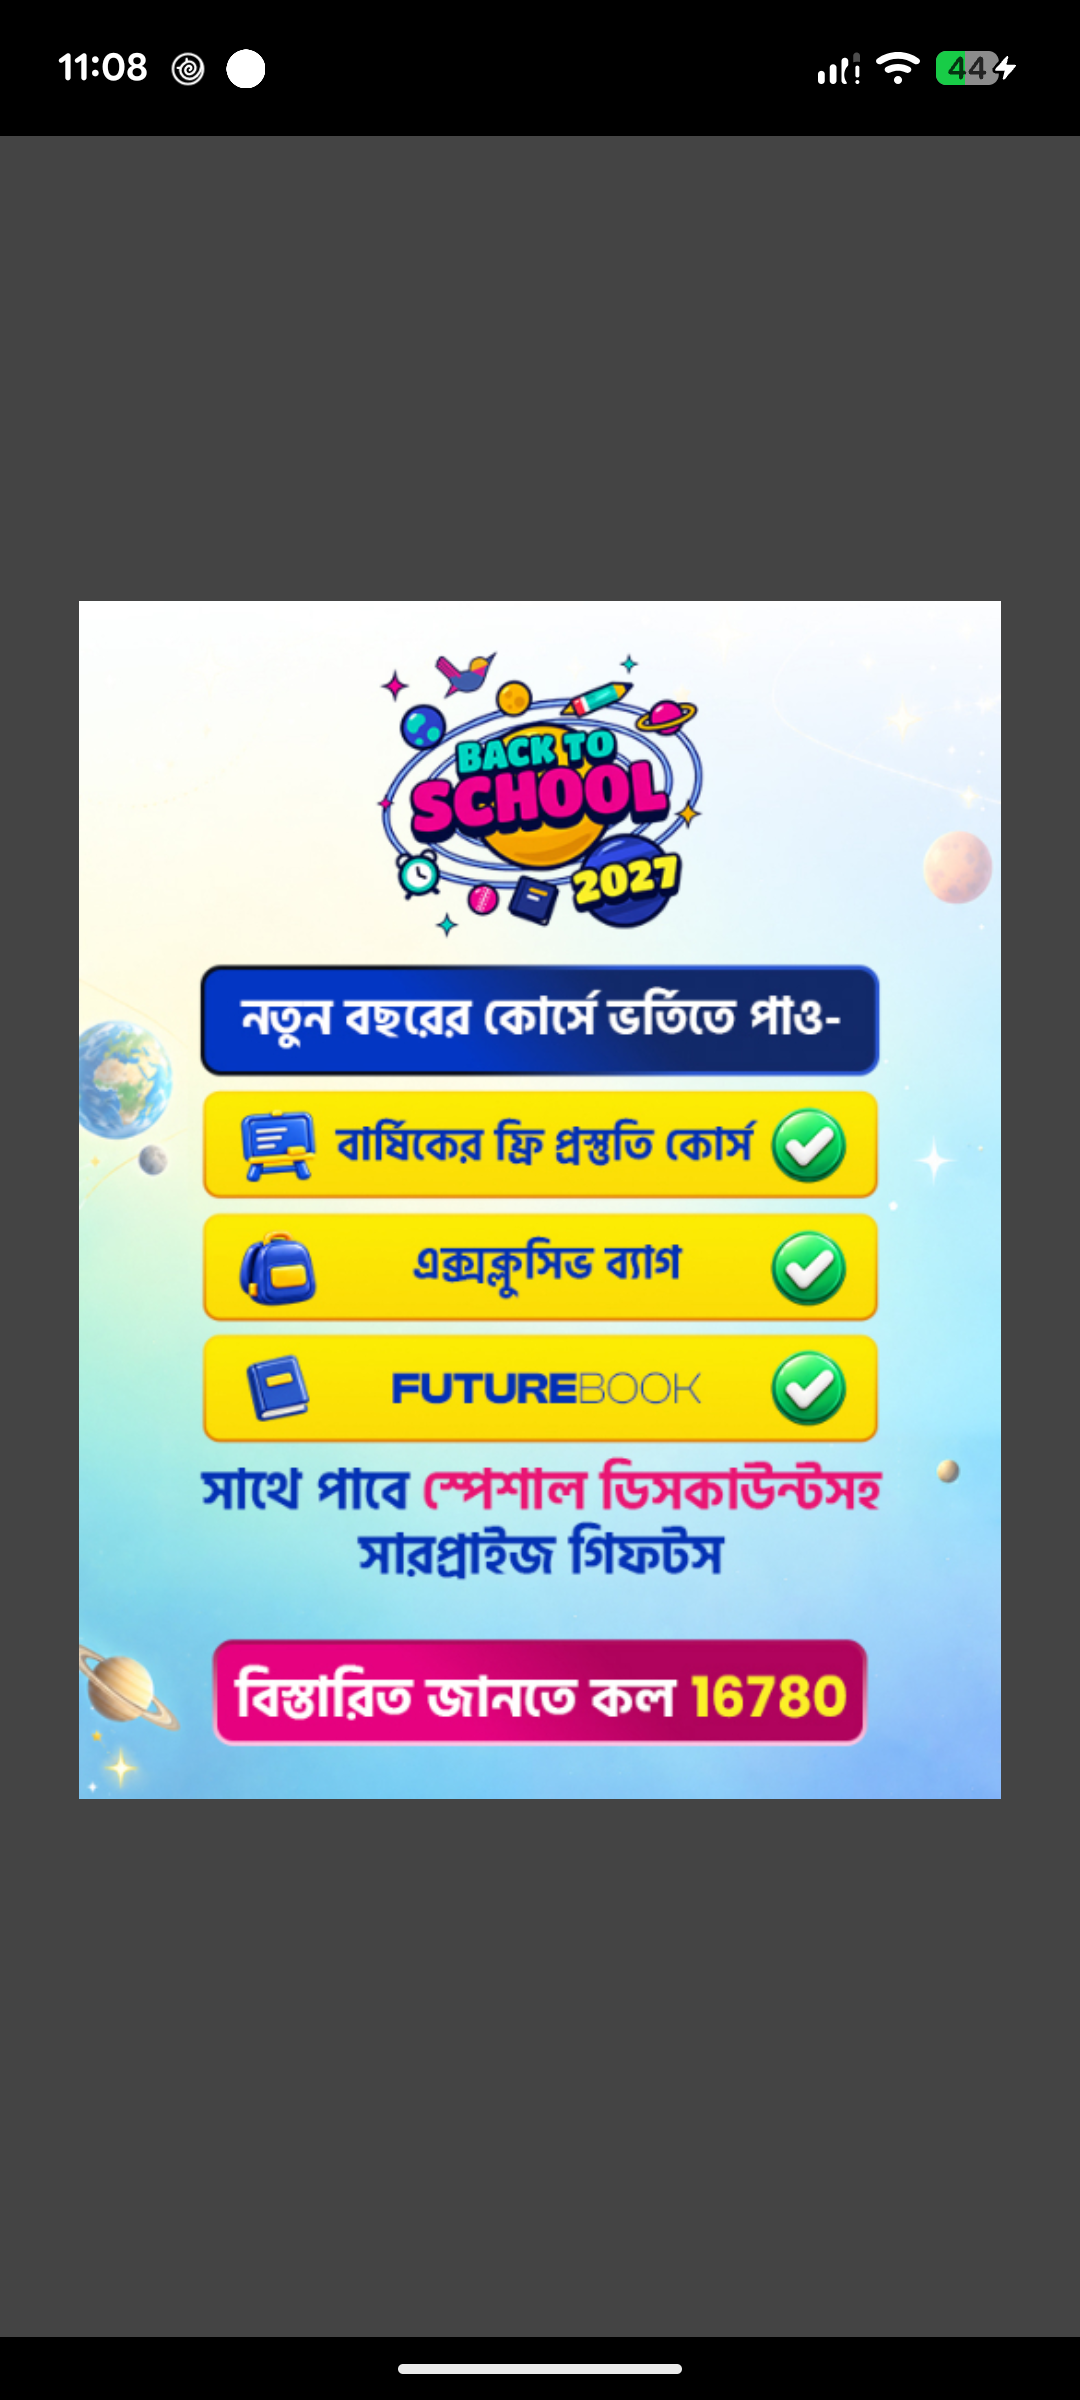 11:08
44
BACK TO
SCHOOL
2027
নতুন বছরের কোর্সে ভর্তিতে পাও-
বার্ষিকের ফ্রি প্রস্তুতি কোর্স
এক্সক্লুসিভ ব্যাগ
FUTUREBOOK
সাথে পাবে স্পেশাল ডিসকাউন্টসহ
সারপ্রাইজ গিফটস
বিস্তারিত জানতে কল 16780